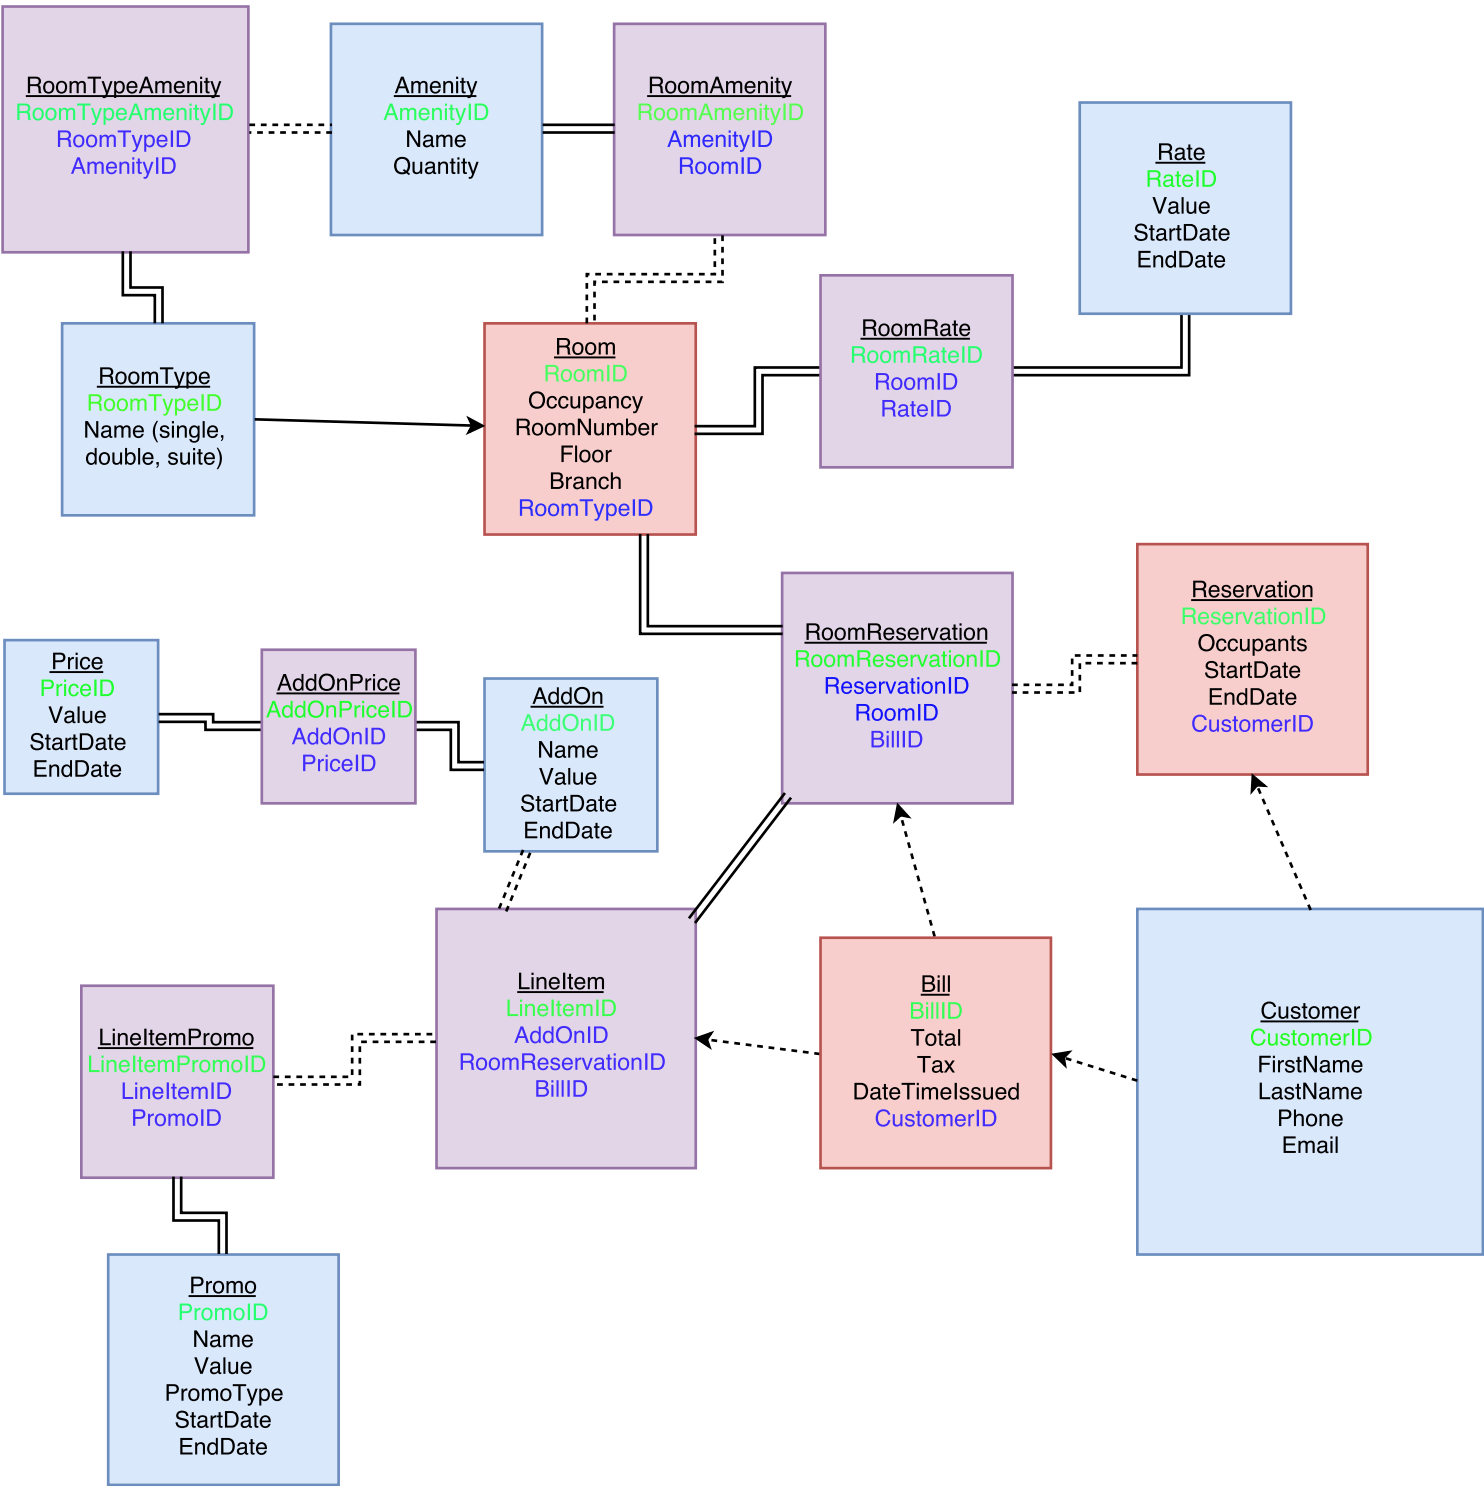 RoomTypeAmenity
RoomTypeAmenityID
RoomTypeID
AmenityID
Amenity
AmenityID
Name
Quantity
RoomAmenity
RoomAmenityID
AmenityID
RoomID
Rate
RateID
Value
StartDate
EndDate
RoomType
RoomTypeID
Name (single,
double, suite)
Room
RoomID
Occupancy
RoomNumber
Floor
Branch
RoomTypeID
RoomRate
RoomRateID
RoomID
RateID
Price
PriceID
Value
StartDate
EndDate
AddOnPrice
AddOnPriceID
AddOnID
PriceID
AddOn
AddOnID
Name
Value
StartDate
EndDate
RoomReservation
RoomReservationID
ReservationID
RoomID
BillID
Reservation
ReservationID
Occupants
StartDate
EndDate
CustomerID
LineItemPromo
LineItemPromoID
LineItemID
PromoID
LineItem
LineItemID
AddOnID
RoomReservationID
BillID
Bill
BillID
Total
Tax
DateTimeIssued
CustomerID
Customer
CustomerID
FirstName
LastName
Phone
Email
Promo
PromoID
Name
Value
PromoType
StartDate
EndDate